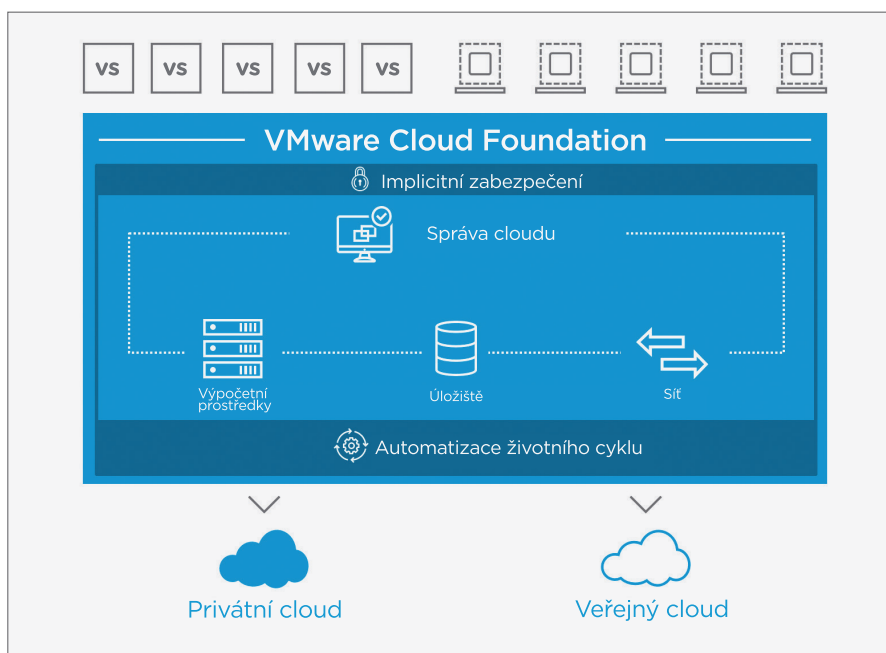 VS VS VS VS VS
VMware Cloud Foundation
Implicitní zabezpečení
Správa cloudu
Výpočetní
prostředky
Úložiště
Síť
Automatizace životního cyklu
Privátní cloud
Veřejný cloud